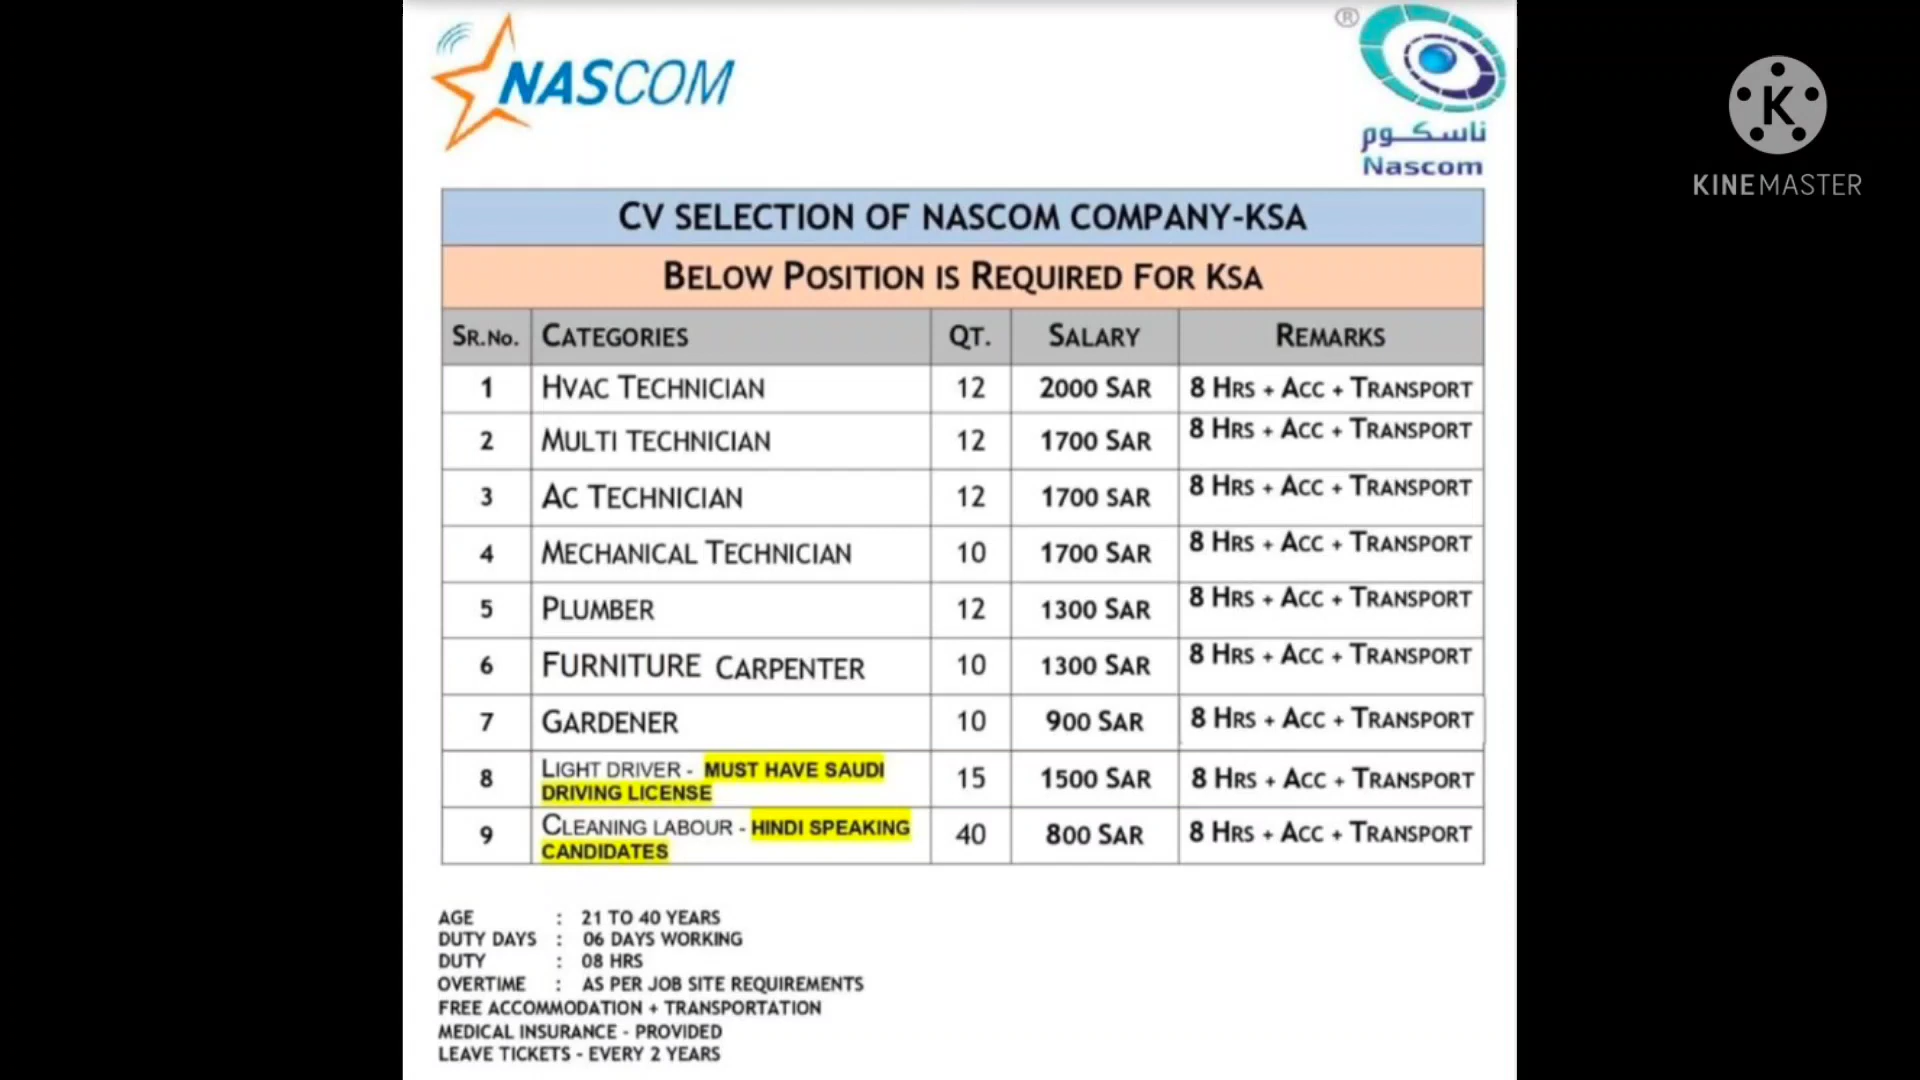 NASCOM
®
ناسكوم
Nascom
KINEMASTER
CV SELECTION OF NASCOM COMPANY-KSA
BELOW POSITION IS REQUIRED FOR KSA
SR.NO. CATEGORIES QT. SALARY REMARKS
1 HVAC TECHNICIAN 12 2000 SAR 8 HRS + ACC + TRANSPORT
2 MULTI TECHNICIAN 12 1700 SAR 8 HRS + ACC + TRANSPORT
3 AC TECHNICIAN 12 1700 SAR 8 HRS + ACC + TRANSPORT
4 MECHANICAL TECHNICIAN 10 1700 SAR 8 HRS + ACC + TRANSPORT
5 PLUMBER 12 1300 SAR 8 HRS + ACC + TRANSPORT
6 FURNITURE CARPENTER 10 1300 SAR 8 HRS + ACC + TRANSPORT
7 GARDENER 10 900 SAR 8 HRS + ACC + TRANSPORT
8 LIGHT DRIVER - MUST HAVE SAUDI
DRIVING LICENSE 15 1500 SAR 8 HRS + ACC + TRANSPORT
9 CLEANING LABOUR - HINDI SPEAKING
CANDIDATES 40 800 SAR 8 HRS + ACC + TRANSPORT
AGE : 21 TO 40 YEARS
DUTY DAYS : 06 DAYS WORKING
DUTY : 08 HRS
OVERTIME : AS PER JOB SITE REQUIREMENTS
FREE ACCOMMODATION + TRANSPORTATION
MEDICAL INSURANCE - PROVIDED
LEAVE TICKETS - EVERY 2 YEARS